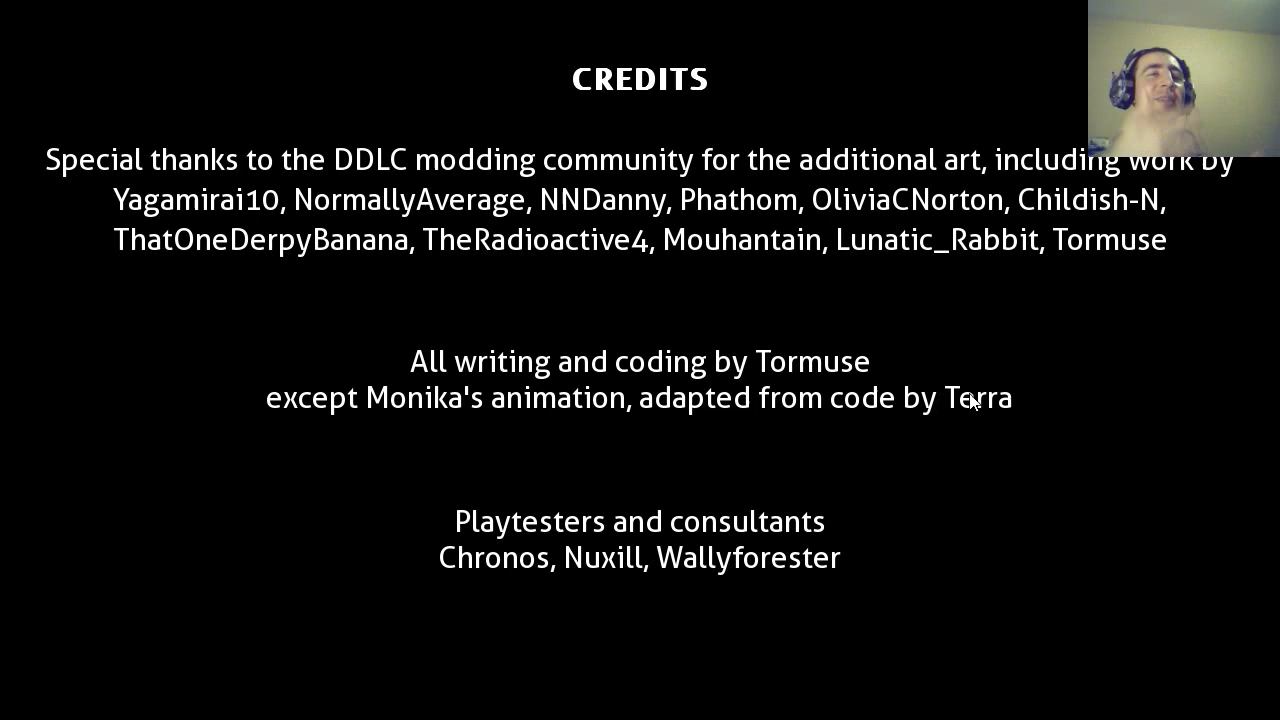 CREDITS
Special thanks to the DDLC modding community for the additional art, including work by
Yagamirai10, NormallyAverage, NNDanny, Phathom, OliviaCNorton, Childish-N,
ThatOneDerpyBanana, TheRadioactive4, Mouhantain, Lunatic_Rabbit, Tormuse
All writing and coding by Tormuse
except Monika's animation, adapted from code by Terra
Playtesters and consultants
Chronos, Nuxill, Wallyforester